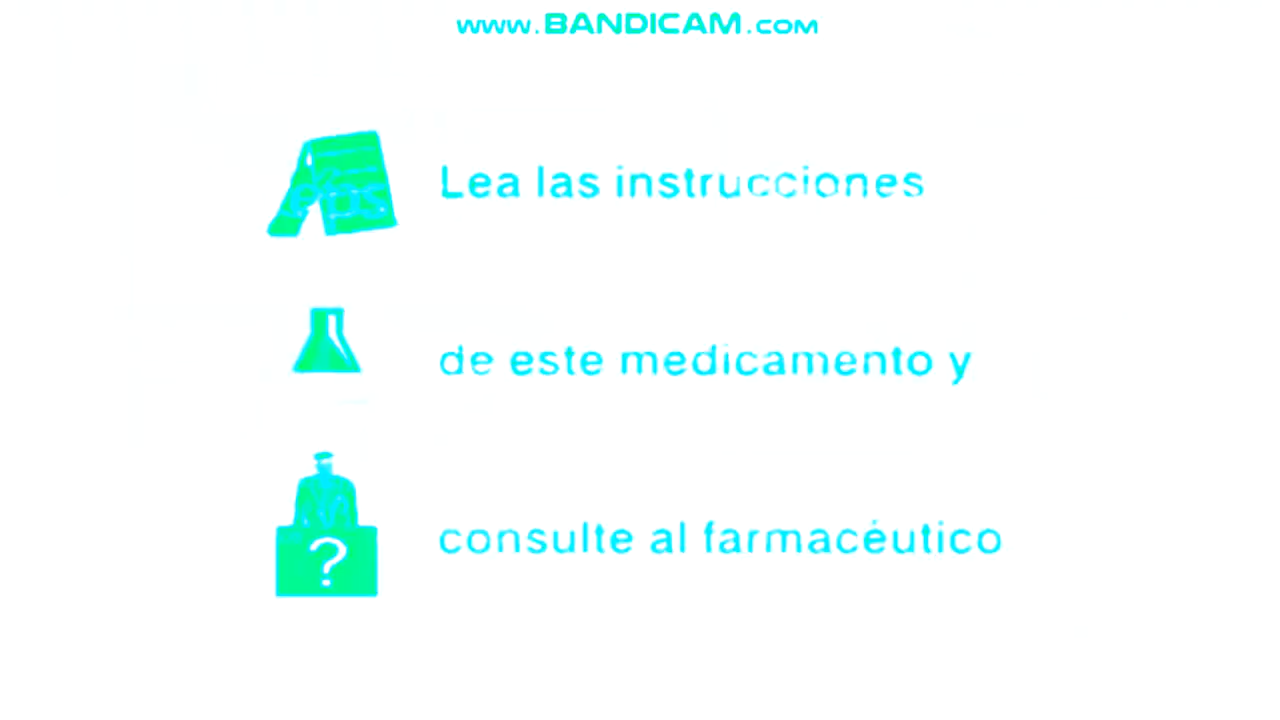 www.BANDICAM.com
Lea las instrucciones
de este medicamento y
consulte al farmacéutico
?